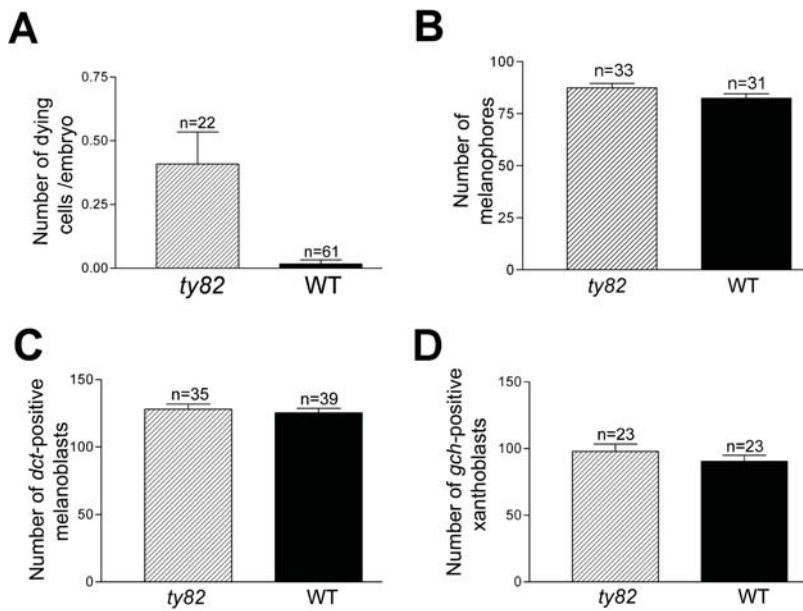 A
Number of dying
cells /embryo
0.75
0.50
0.25
0.00
n=22
n=61
ty82
WT
B
Number of
melanophores
100
75
50
25
0
n=33
n=31
ty82
WT
C
Number of dct-positive
melanoblasts
150
100
50
0
n=35
n=39
ty82
WT
D
Number of gch-positive
xanthoblasts
150
100
50
0
n=23
n=23
ty82
WT